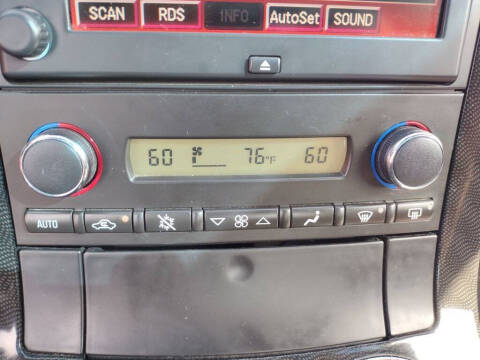 SCAN RDS INFO AutoSet SOUND
60 76°F 60
AUTO